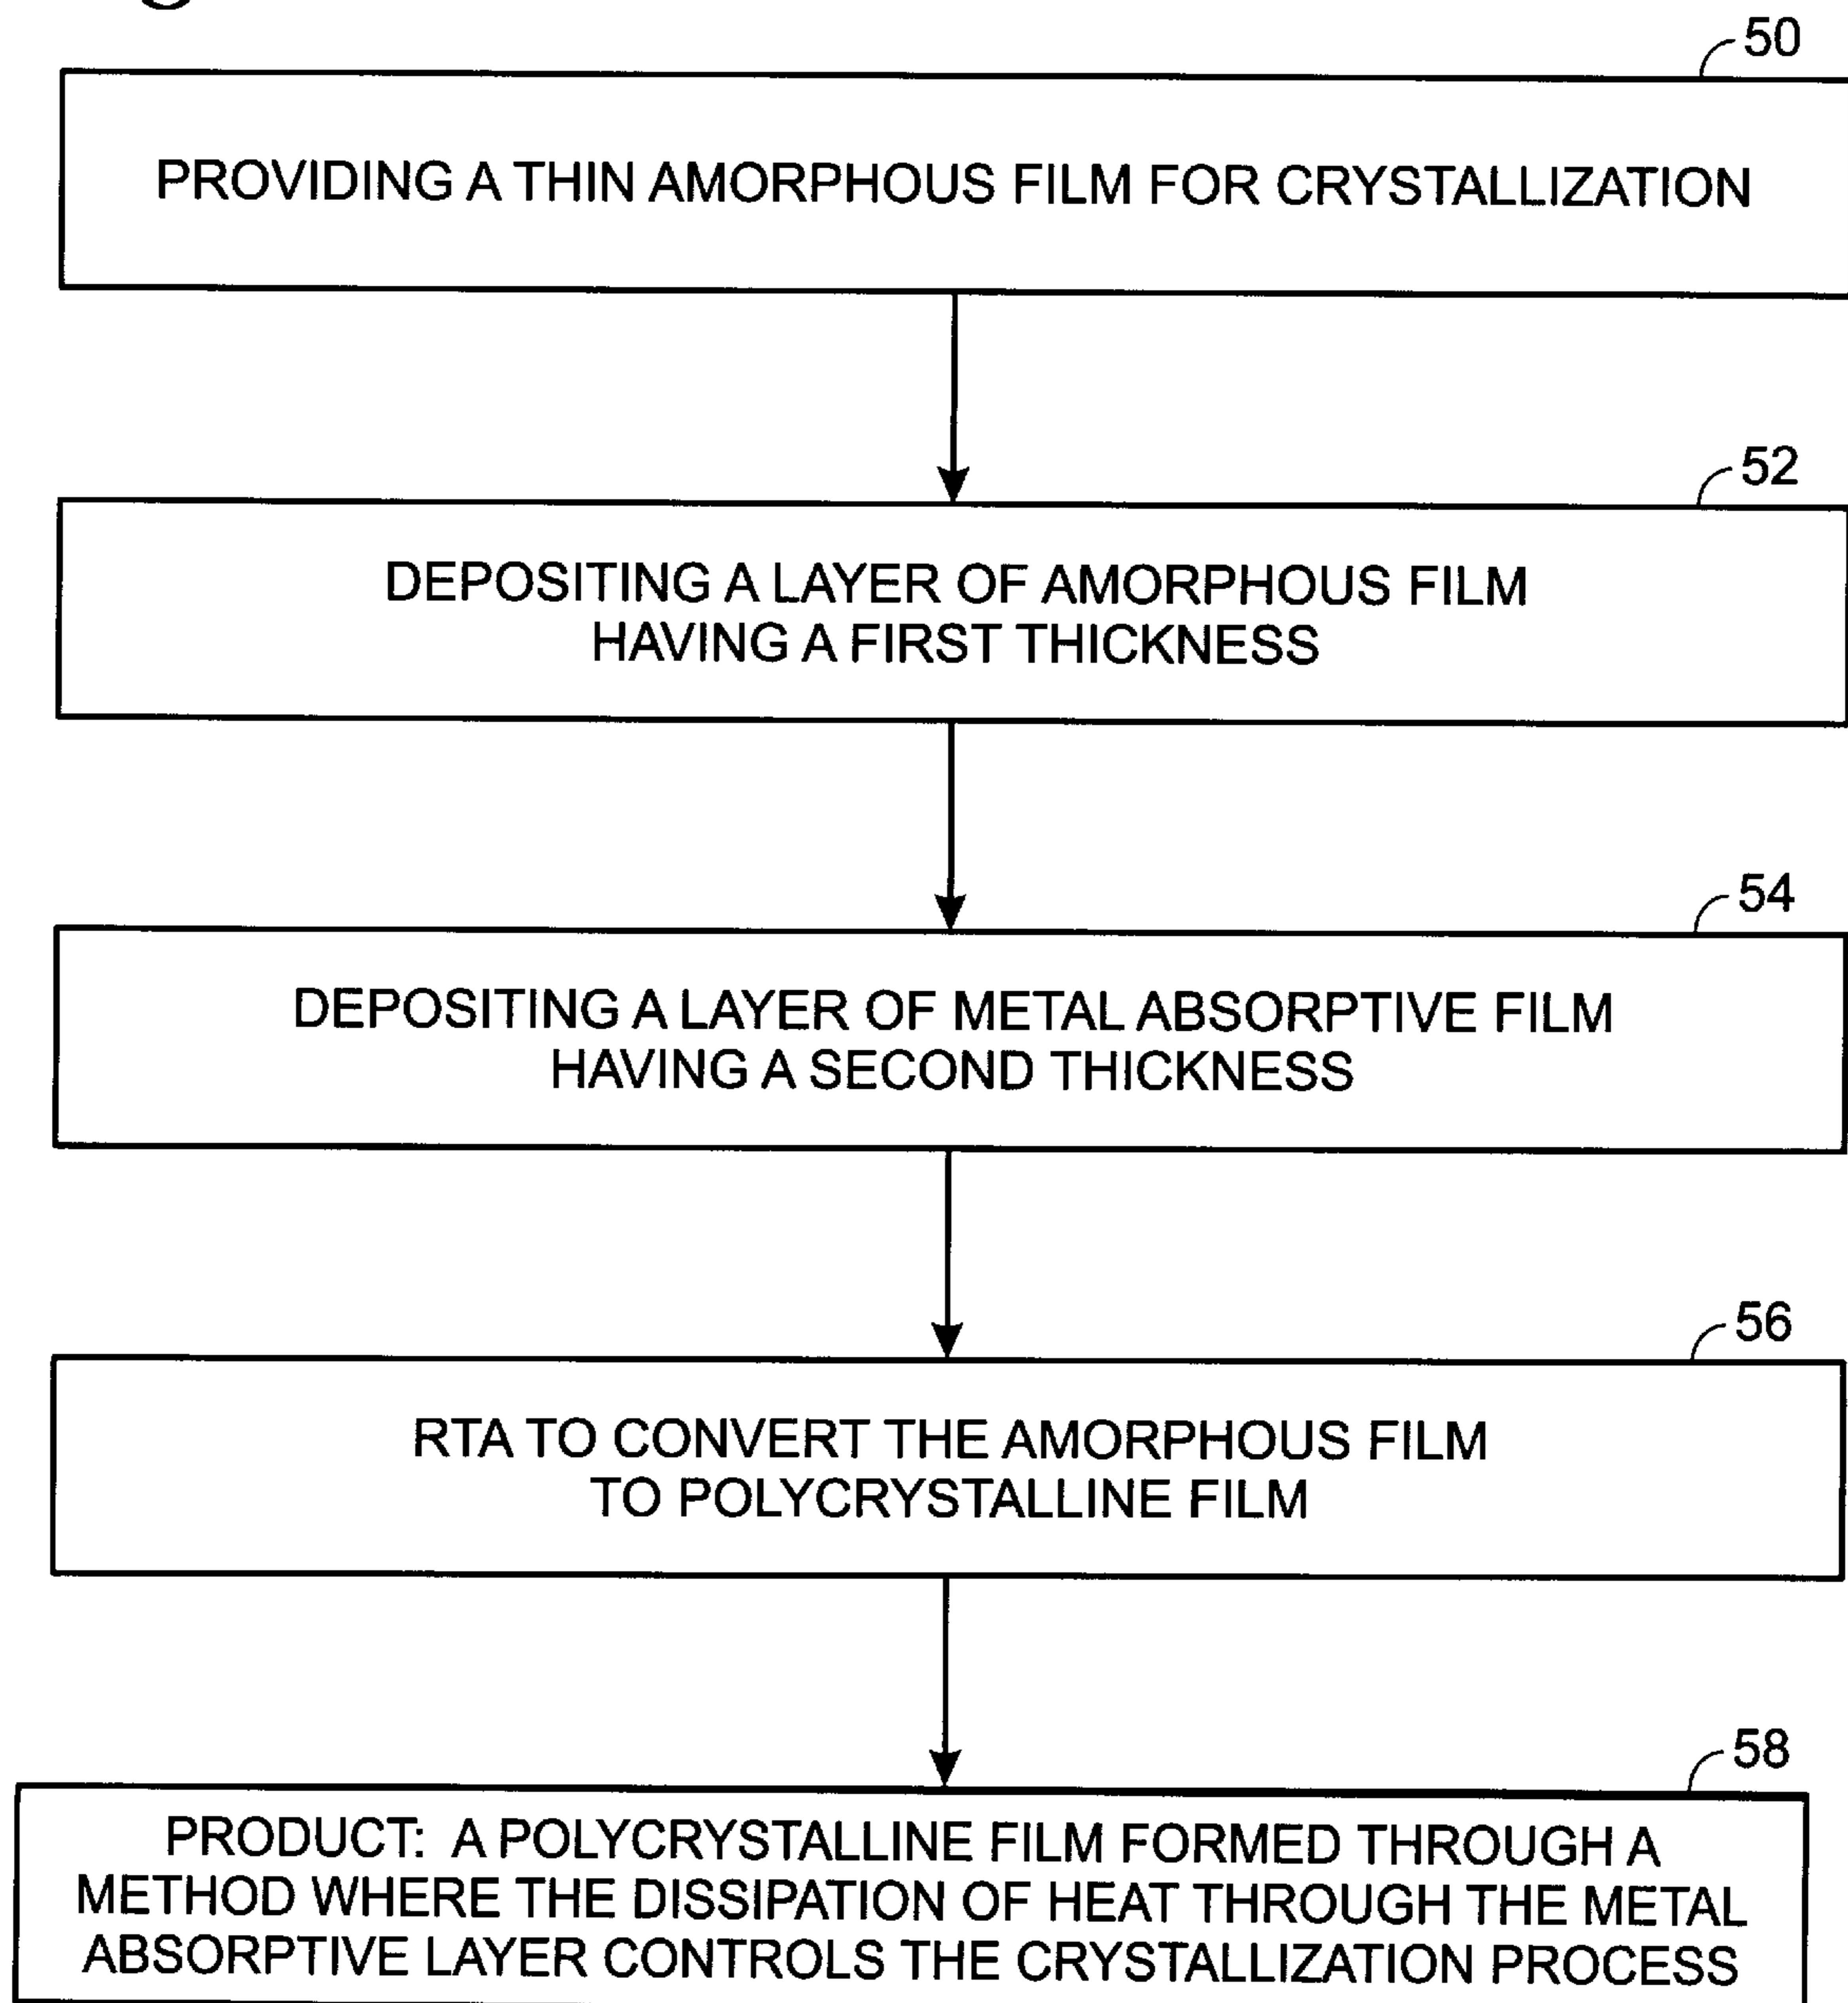 50
PROVIDING A THIN AMORPHOUS FILM FOR CRYSTALLIZATION
52
DEPOSITING A LAYER OF AMORPHOUS FILM
HAVING A FIRST THICKNESS
54
DEPOSITING A LAYER OF METAL ABSORPTIVE FILM
HAVING A SECOND THICKNESS
56
RTA TO CONVERT THE AMORPHOUS FILM
TO POLYCRYSTALLINE FILM
58
PRODUCT: A POLYCRYSTALLINE FILM FORMED THROUGH A
METHOD WHERE THE DISSIPATION OF HEAT THROUGH THE METAL
ABSORPTIVE LAYER CONTROLS THE CRYSTALLIZATION PROCESS